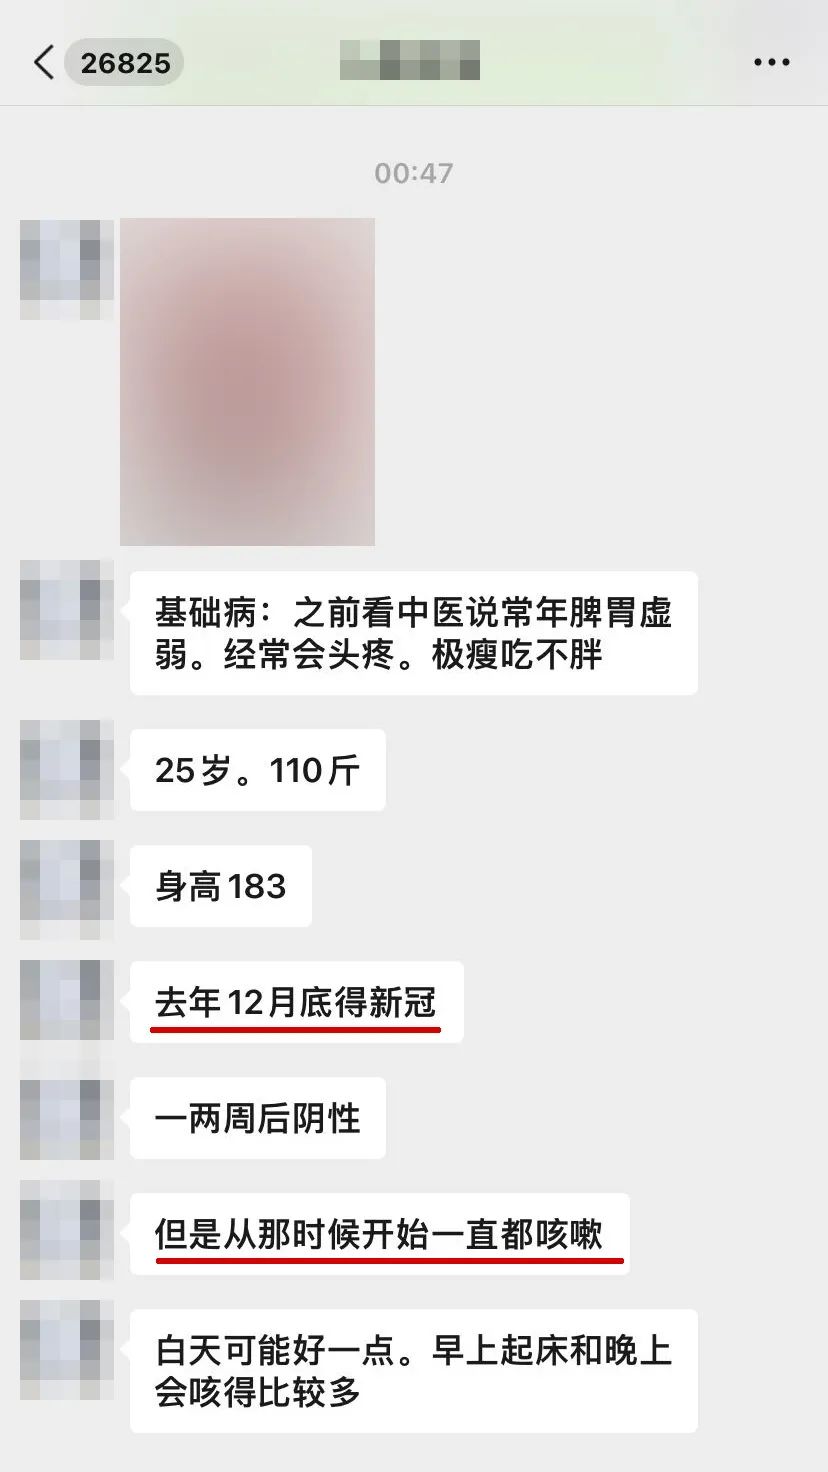 26825
00:47
基础病：之前看中医说常年脾胃虚
弱。经常会头疼。极瘦吃不胖
25岁。110斤
身高183
去年12月底得新冠
一两周后阴性
但是从那时候开始一直都咳嗽
白天可能好一点。早上起床和晚上
会咳得比较多